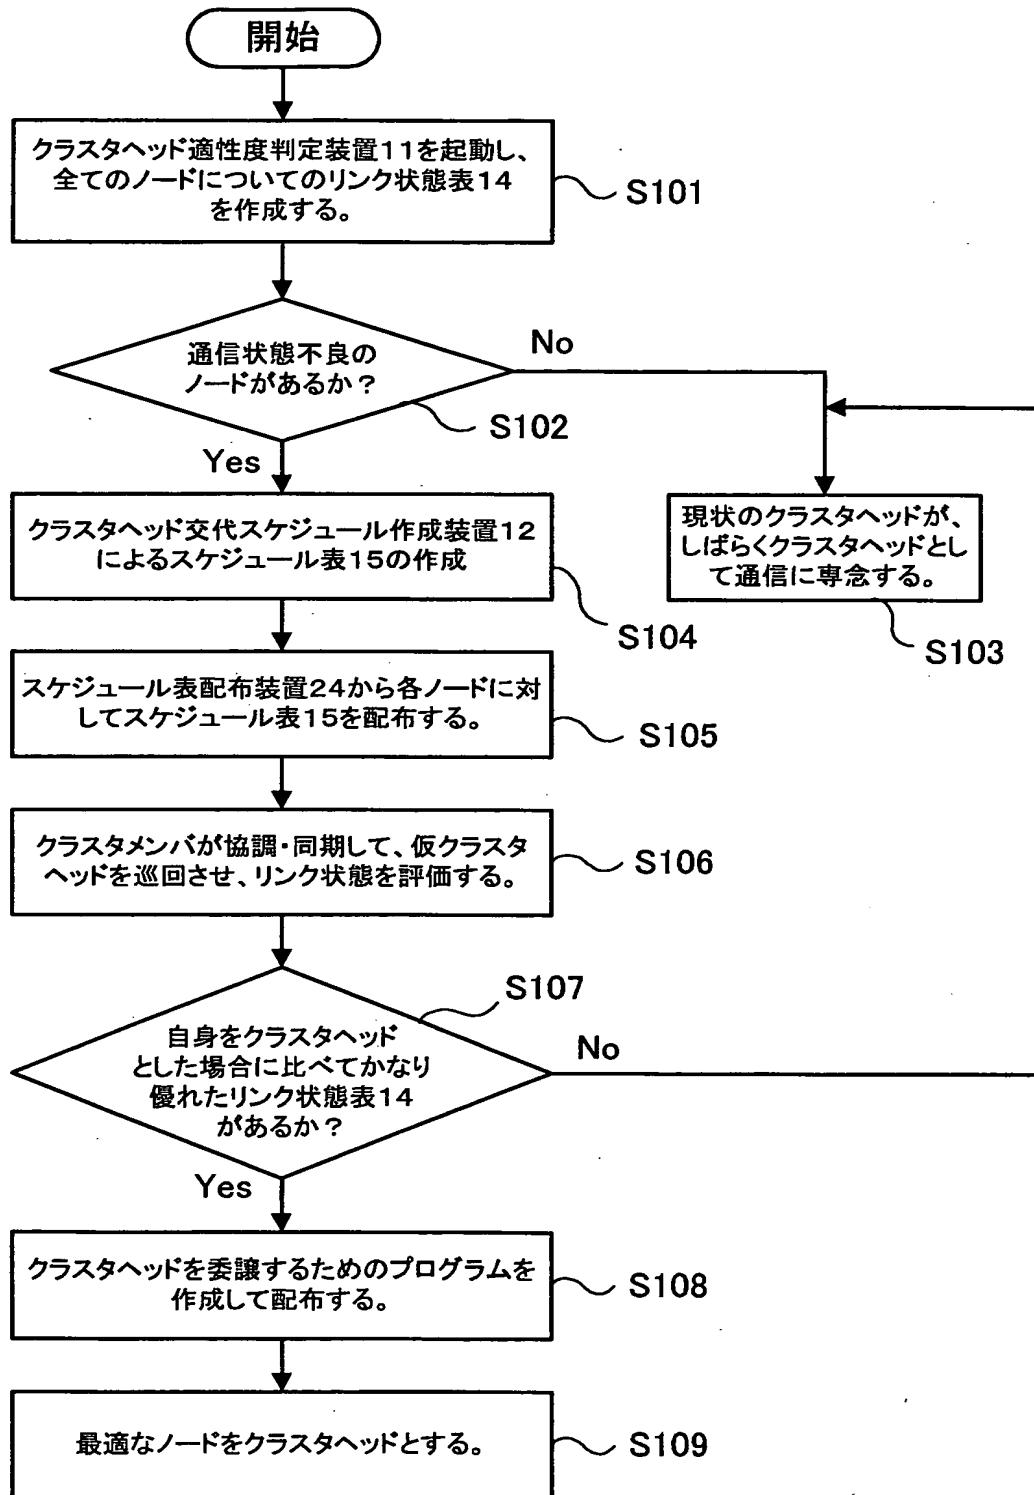 開始
クラスタヘッド適性度判定装置11を起動し、
全てのノードについてのリンク状態表14
を作成する。
S101
通信状態不良の
ノードがあるか？
No
S102
Yes
クラスタヘッド交代スケジュール作成装置12
によるスケジュール表15の作成
S104
現状のクラスタヘッドが、
しばらくクラスタヘッドとし
て通信に専念する。
S103
スケジュール表配布装置24から各ノードに対
してスケジュール表15を配布する。
S105
クラスタメンバが協調・同期して、仮クラスタ
ヘッドを巡回させ、リンク状態を評価する。
S106
S107
自身をクラスタヘッド
とした場合に比べてかなり
優れたリンク状態表14
があるか？
No
Yes
クラスタヘッドを委譲するためのプログラムを
作成して配布する。
S108
最適なノードをクラスタヘッドとする。
S109